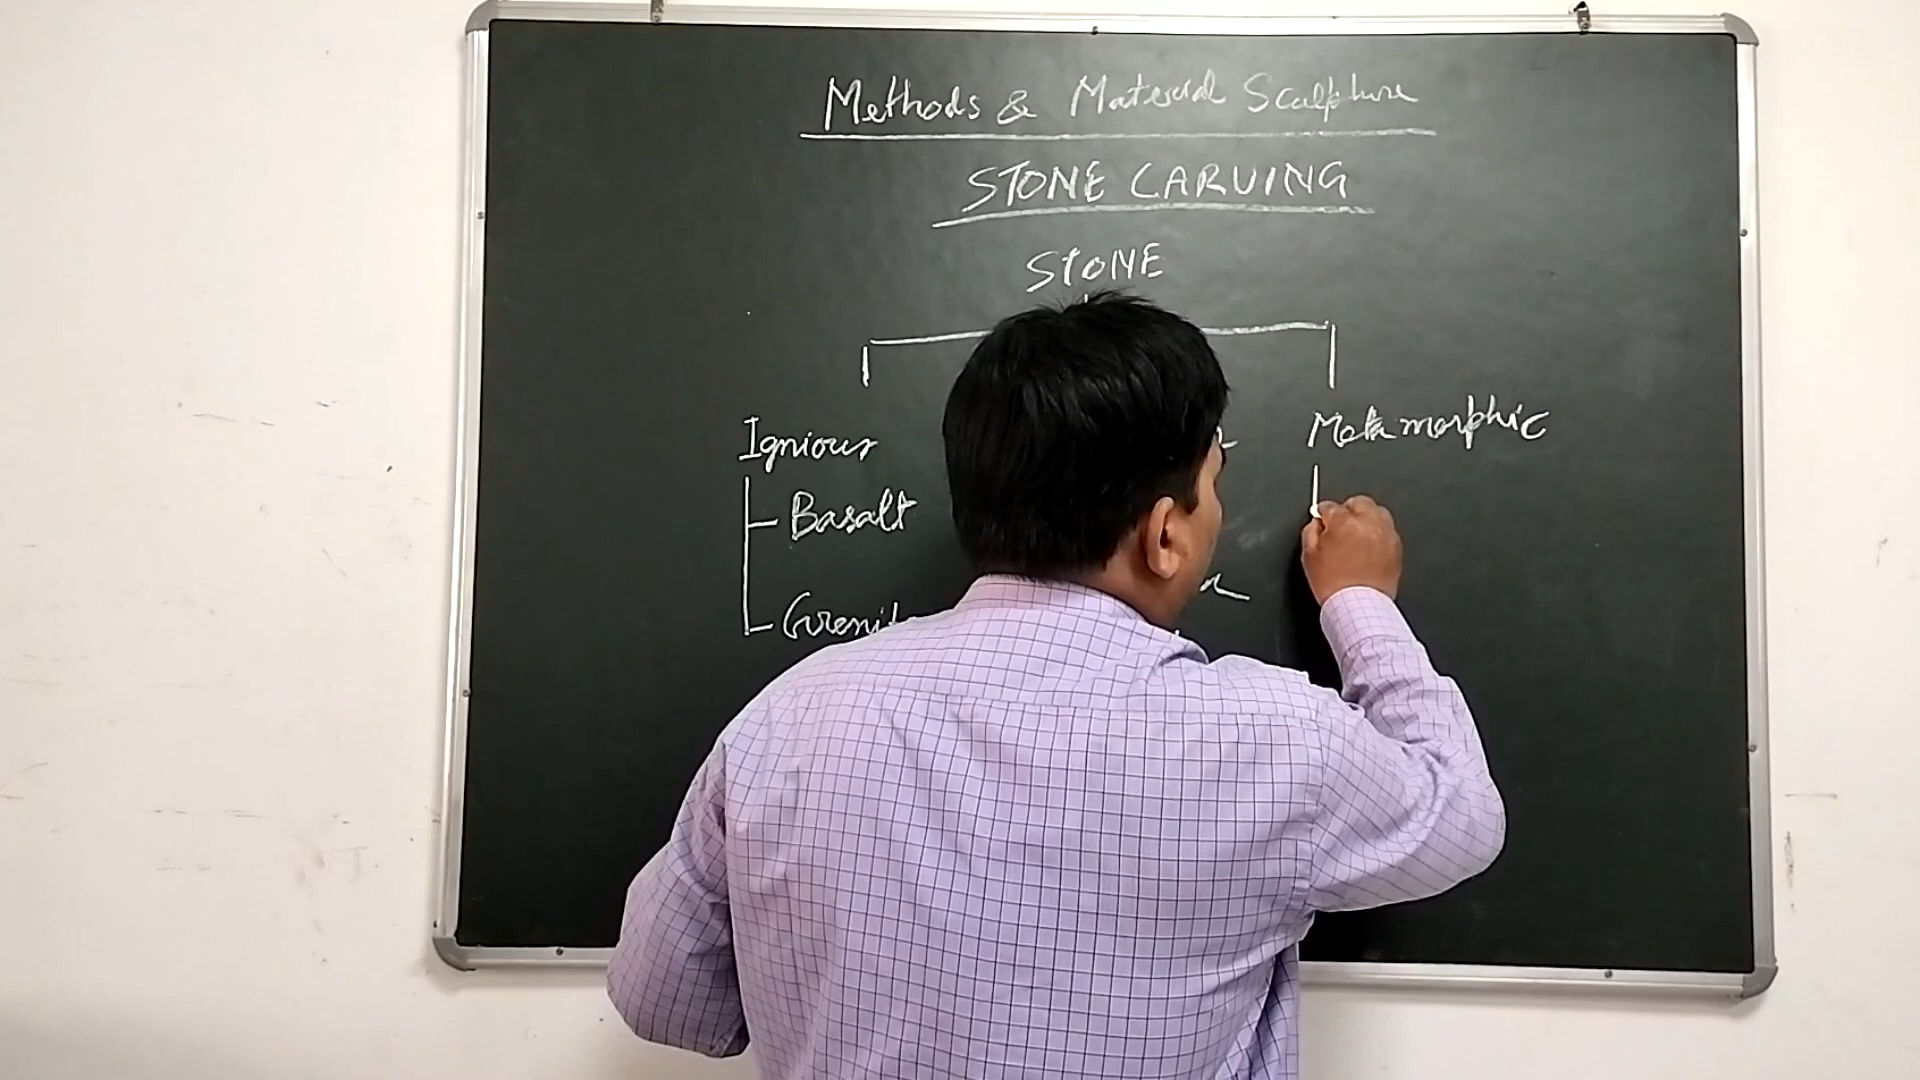 Methods & Material Sculpture
STONE CARVING
STONE
Ignious
Metamorphic
Basalt